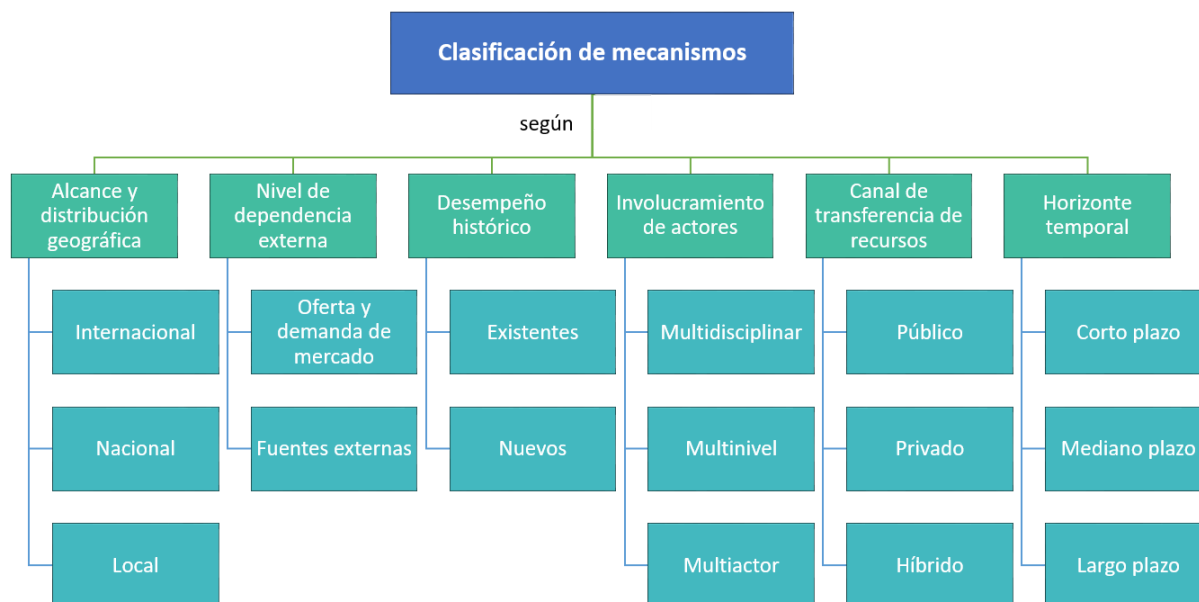 Clasificación de mecanismos
según
Alcance y
distribución
geográfica
Internacional
Nacional
Local
Nivel de
dependencia
externa
Oferta y
demanda de
mercado
Fuentes externas
Desempeño
histórico
Existentes
Nuevos
Involucramiento
de actores
Multidisciplinar
Multinivel
Multiactor
Canal de
transferencia de
recursos
Público
Privado
Híbrido
Horizonte
temporal
Corto plazo
Mediano plazo
Largo plazo